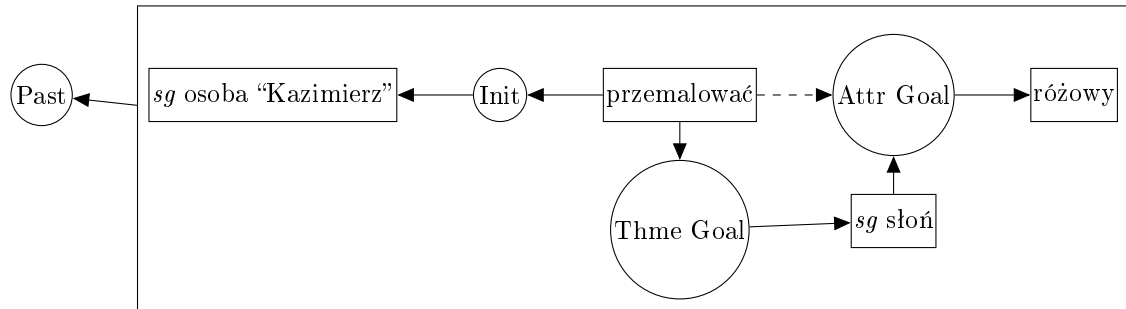 Past
sg osoba “Kazimierz”
Init
przemalować
Attr Goal
różowy
Thme Goal
sg słoń